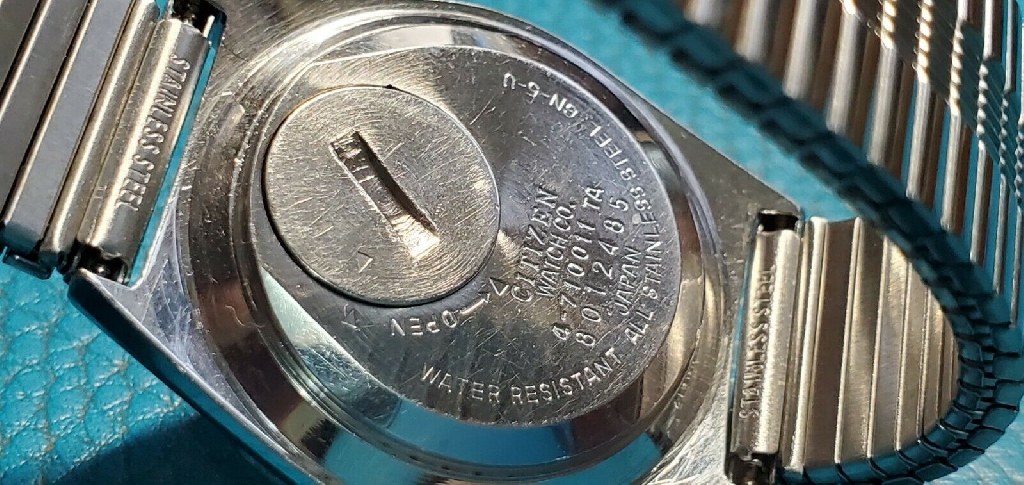 STAINLESS STEEL
GN-5-U
CITIZEN
WATCH CO.
4-710011 TA
8012485
JAPAN
WATER RESISTANT ALL STAINLESS STEEL
OPEN
STAINLESS STEEL